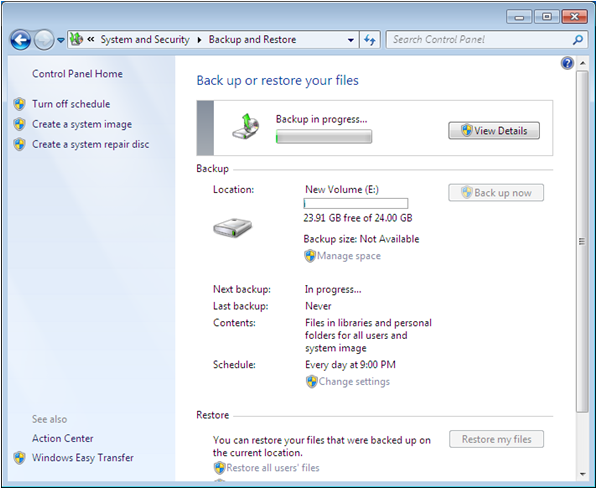 « System and Security ▸ Backup and Restore
Search Control Panel
Control Panel Home
Turn off schedule
Create a system image
Create a system repair disc
See also
Action Center
Windows Easy Transfer
Back up or restore your files
Backup in progress...
View Details
Backup
Location:
New Volume (E:)
Back up now
23.91 GB free of 24.00 GB
Backup size: Not Available
Manage space
Next backup:
In progress...
Last backup:
Never
Contents:
Files in libraries and personal
folders for all users and
system image
Schedule:
Every day at 9:00 PM
Change settings
Restore
You can restore your files that were backed up on
the current location.
Restore my files
Restore all users' files